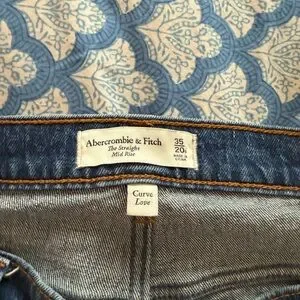 Abercrombie & Fitch
The Straight
Mid Rise
35
20s
Curve
Love